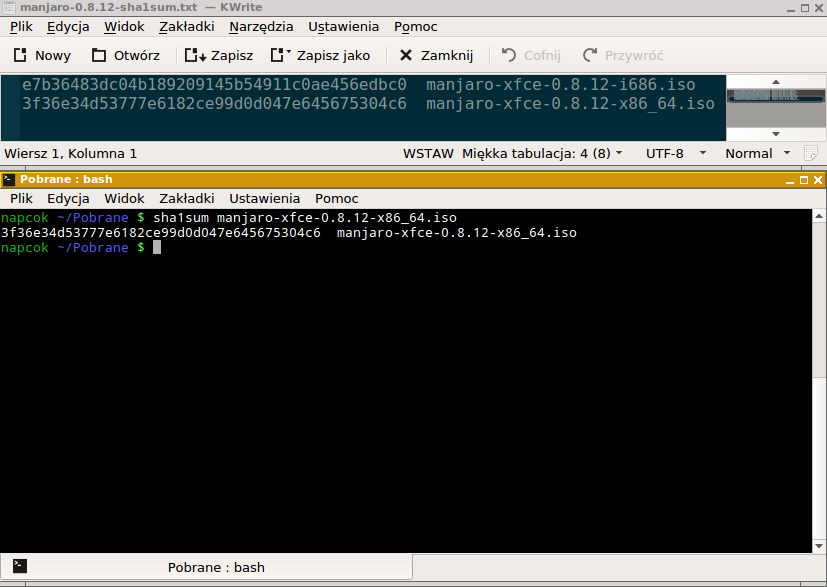 manjaro-0.8.12-sha1sum.txt — KWrite
Plik Edycja Widok Zakładki Narzędzia Ustawienia Pomoc
Nowy Otwórz Zapisz Zapisz jako Zamknij Cofnij Przywróć
e7b36483dc04b189209145b54911c0ae456edbc0  manjaro-xfce-0.8.12-i686.iso
3f36e34d53777e6182ce99d0d047e645675304c6  manjaro-xfce-0.8.12-x86_64.iso
Wiersz 1, Kolumna 1 WSTAW Miękka tabulacja: 4 (8) UTF-8 Normal
Pobrane : bash
Plik Edycja Widok Zakładki Ustawienia Pomoc
napcok ~/Pobrane $ sha1sum manjaro-xfce-0.8.12-x86_64.iso
3f36e34d53777e6182ce99d0d047e645675304c6  manjaro-xfce-0.8.12-x86_64.iso
napcok ~/Pobrane $
Pobrane : bash